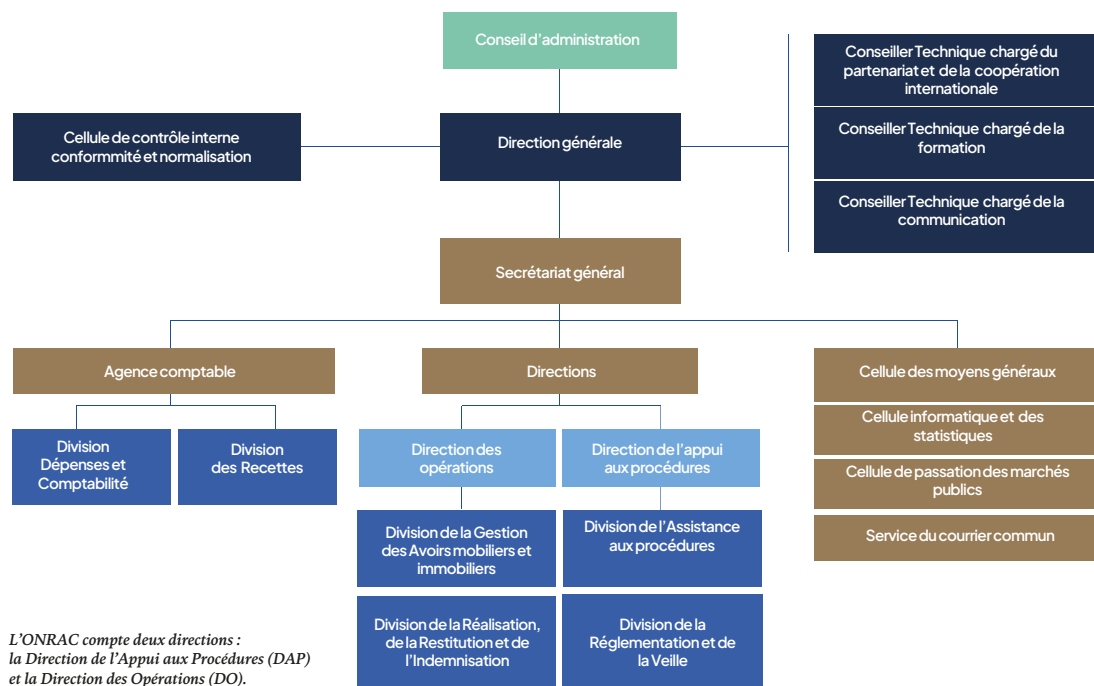 Conseil d'administration
Conseiller Technique chargé du
partenariat et de la coopération
internationale
Cellule de contrôle interne
conformmité et normalisation
Direction générale
Conseiller Technique chargé de la
formation
Conseiller Technique chargé de la
communication
Secrétariat général
Agence comptable
Directions
Cellule des moyens généraux
Cellule informatique et des
statistiques
Cellule de passation des marchés
publics
Service du courrier commun
Division
Dépenses et
Comptabilité
Division
des Recettes
Direction des
opérations
Direction de l'appui
aux procédures
Division de la Gestion
des Avoirs mobiliers et
immobiliers
Division de l'Assistance
aux procédures
Division de la Réalisation,
de la Restitution et de
l'Indemnisation
Division de la
Réglementation et de
la Veille
L'ONRAC compte deux directions :
la Direction de l'Appui aux Procédures (DAP)
et la Direction des Opérations (DO).